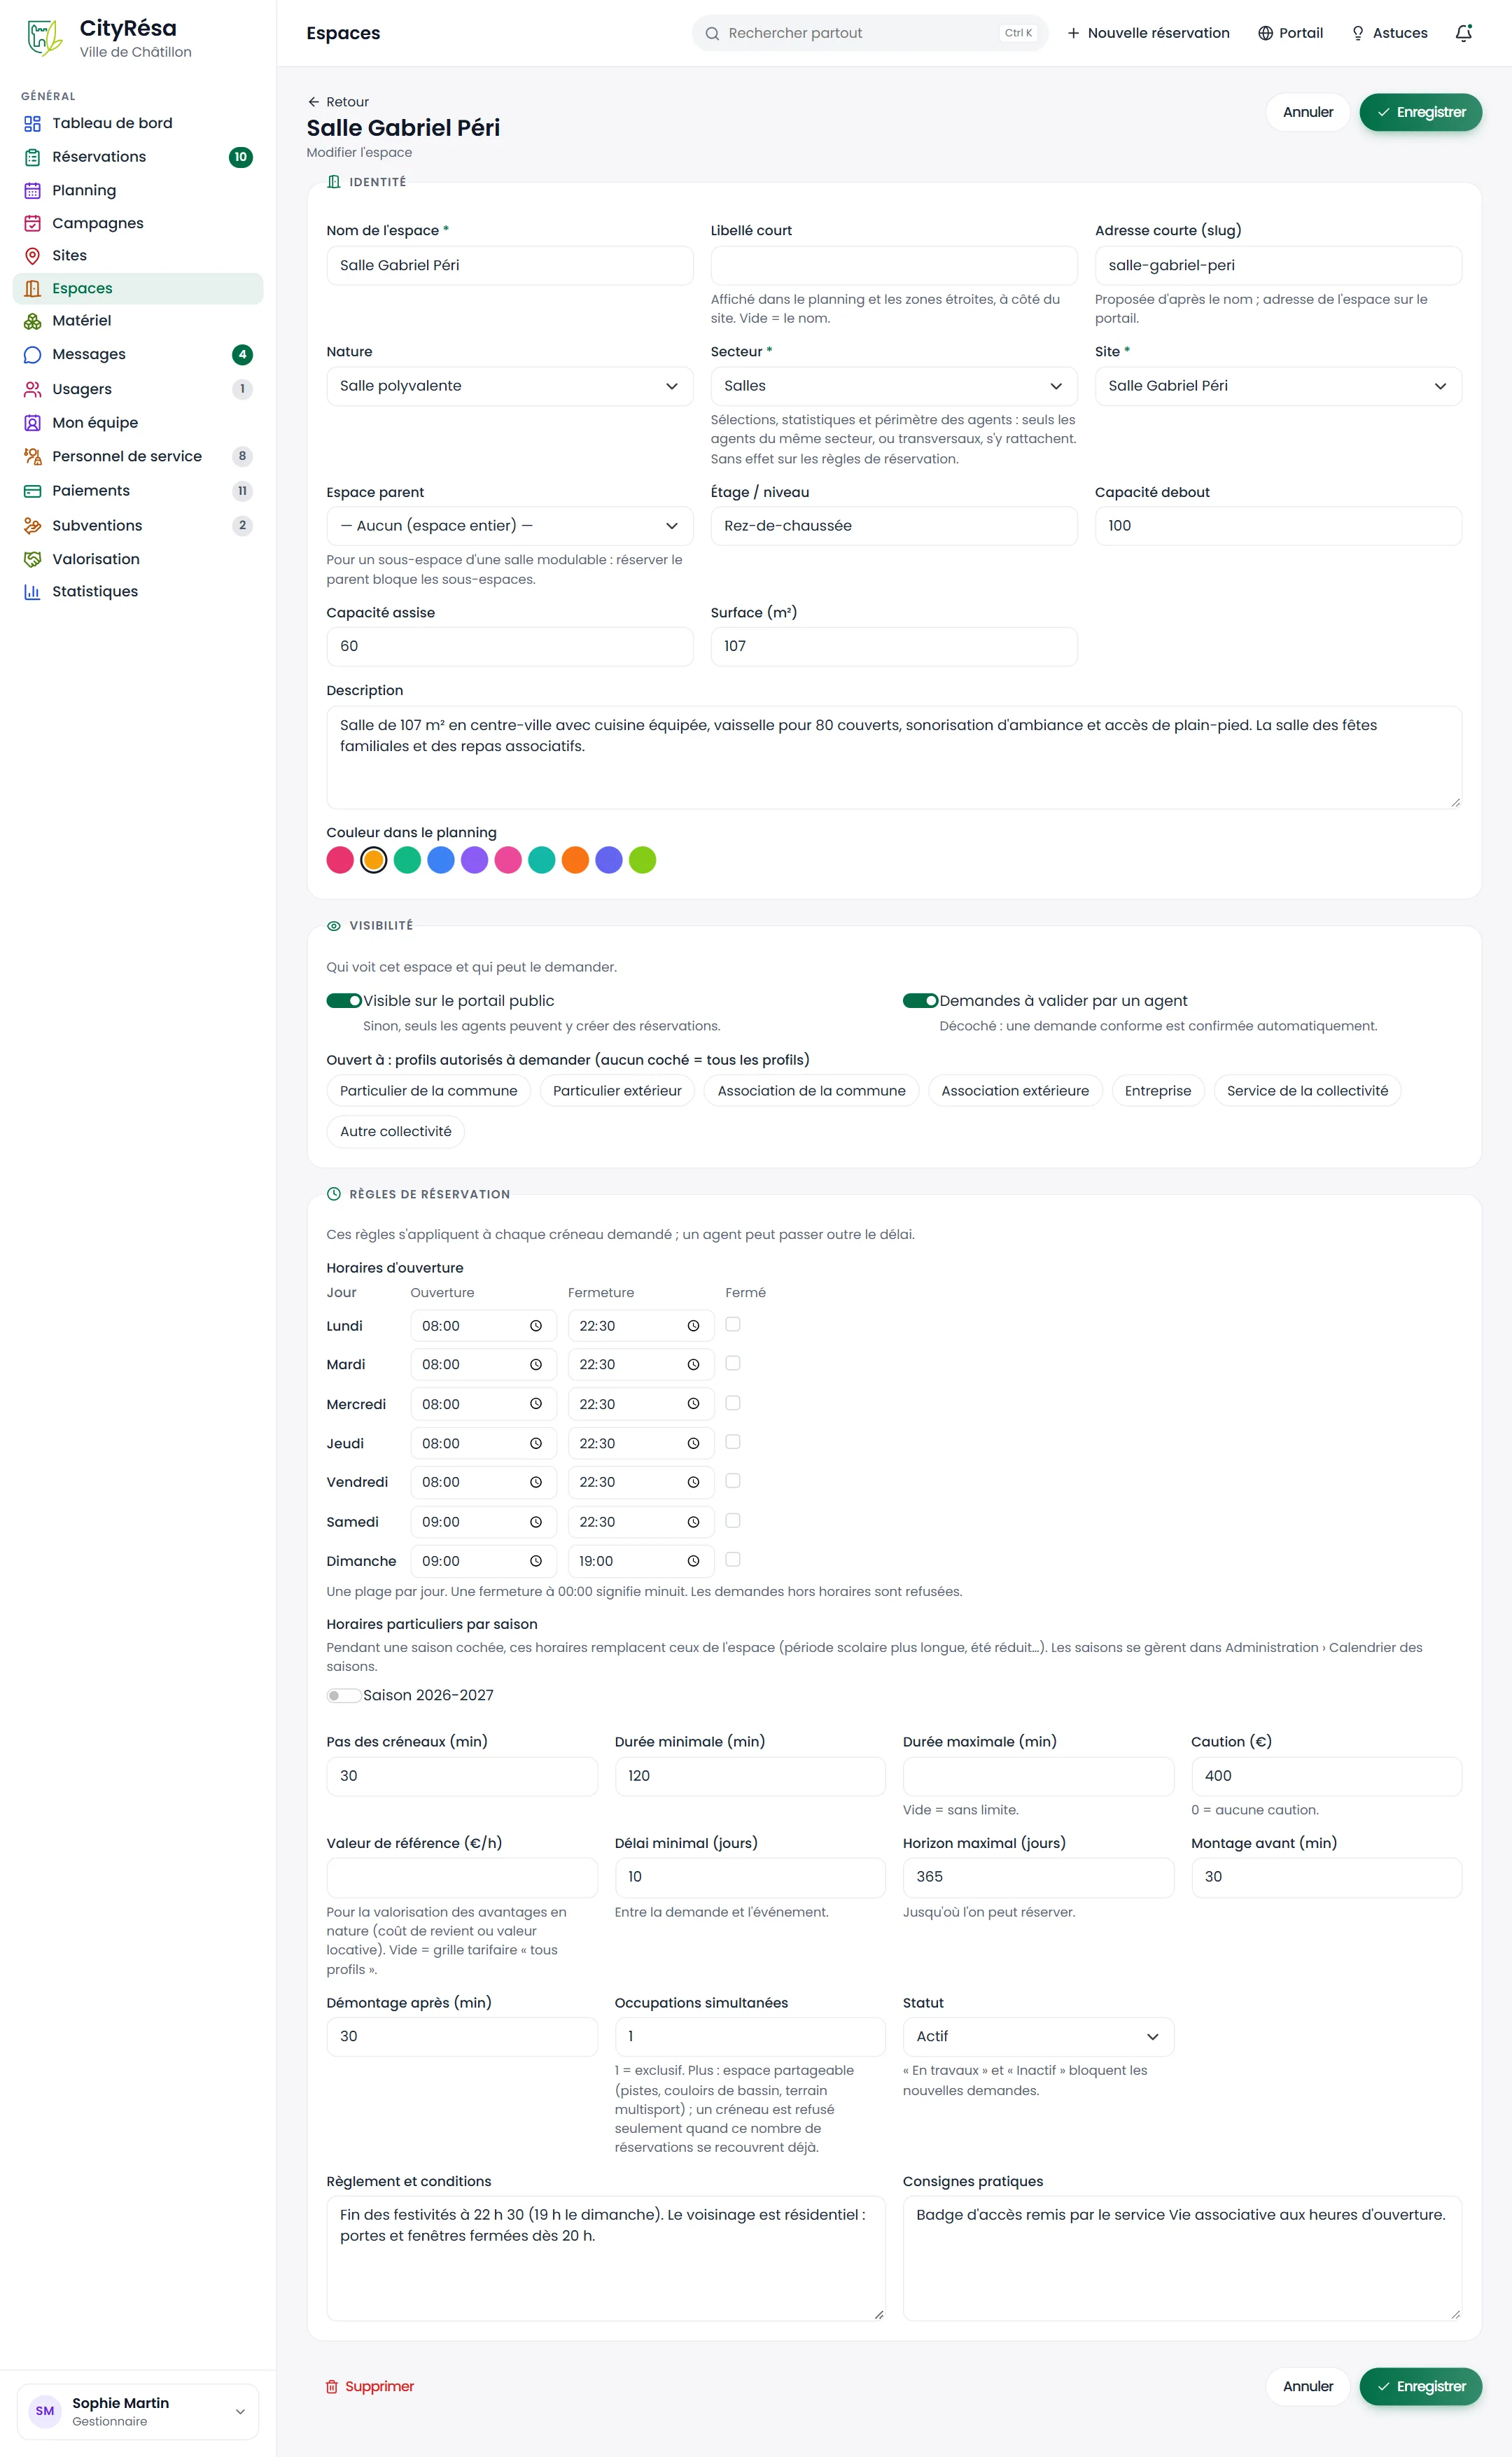 CityRésa
Ville de Châtillon
GÉNÉRAL
Tableau de bord
Réservations 10
Planning
Campagnes
Sites
Espaces
Matériel
Messages 4
Usagers 1
Mon équipe
Personnel de service 8
Paiements 11
Subventions 2
Valorisation
Statistiques
SM
Sophie Martin
Gestionnaire
Espaces
Rechercher partout Ctrl K
Nouvelle réservation
Portail
Astuces
Retour
Salle Gabriel Péri
Modifier l'espace
Annuler
Enregistrer
IDENTITÉ
Nom de l'espace * Libellé court Adresse courte (slug)
Salle Gabriel Péri salle-gabriel-peri
Affiché dans le planning et les zones étroites, à côté du
site. Vide = le nom.
Proposée d'après le nom ; adresse de l'espace sur le
portail.
Nature Secteur * Site *
Salle polyvalente Salles Salle Gabriel Péri
Sélections, statistiques et périmètre des agents : seuls les
agents du même secteur, ou transversaux, s'y rattachent.
Sans effet sur les règles de réservation.
Espace parent Étage / niveau Capacité debout
— Aucun (espace entier) — Rez-de-chaussée 100
Pour un sous-espace d'une salle modulable : réserver le
parent bloque les sous-espaces.
Capacité assise Surface (m²)
60 107
Description
Salle de 107 m² en centre-ville avec cuisine équipée, vaisselle pour 80 couverts, sonorisation d'ambiance et accès de plain-pied. La salle des fêtes
familiales et des repas associatifs.
Couleur dans le planning
VISIBILITÉ
Qui voit cet espace et qui peut le demander.
Visible sur le portail public
Sinon, seuls les agents peuvent y créer des réservations.
Demandes à valider par un agent
Décoché : une demande conforme est confirmée automatiquement.
Ouvert à : profils autorisés à demander (aucun coché = tous les profils)
Particulier de la commune Particulier extérieur Association de la commune Association extérieure Entreprise Service de la collectivité
Autre collectivité
RÈGLES DE RÉSERVATION
Ces règles s'appliquent à chaque créneau demandé ; un agent peut passer outre le délai.
Horaires d'ouverture
Jour Ouverture Fermeture Fermé
Lundi 08:00 22:30
Mardi 08:00 22:30
Mercredi 08:00 22:30
Jeudi 08:00 22:30
Vendredi 08:00 22:30
Samedi 09:00 22:30
Dimanche 09:00 19:00
Une plage par jour. Une fermeture à 00:00 signifie minuit. Les demandes hors horaires sont refusées.
Horaires particuliers par saison
Pendant une saison cochée, ces horaires remplacent ceux de l'espace (période scolaire plus longue, été réduit…). Les saisons se gèrent dans Administration › Calendrier des
saisons.
Saison 2026-2027
Pas des créneaux (min) Durée minimale (min) Durée maximale (min) Caution (€)
30 120 400
Vide = sans limite. 0 = aucune caution.
Valeur de référence (€/h) Délai minimal (jours) Horizon maximal (jours) Montage avant (min)
10 365 30
Pour la valorisation des avantages en
nature (coût de revient ou valeur
locative). Vide = grille tarifaire « tous
profils ».
Entre la demande et l'événement.
Jusqu'où l'on peut réserver.
Démontage après (min) Occupations simultanées Statut
30 1 Actif
1 = exclusif. Plus : espace partageable
(pistes, couloirs de bassin, terrain
multisport) ; un créneau est refusé
seulement quand ce nombre de
réservations se recouvrent déjà.
« En travaux » et « Inactif » bloquent les
nouvelles demandes.
Règlement et conditions
Fin des festivités à 22 h 30 (19 h le dimanche). Le voisinage est résidentiel :
portes et fenêtres fermées dès 20 h.
Consignes pratiques
Badge d'accès remis par le service Vie associative aux heures d'ouverture.
Supprimer
Annuler
Enregistrer